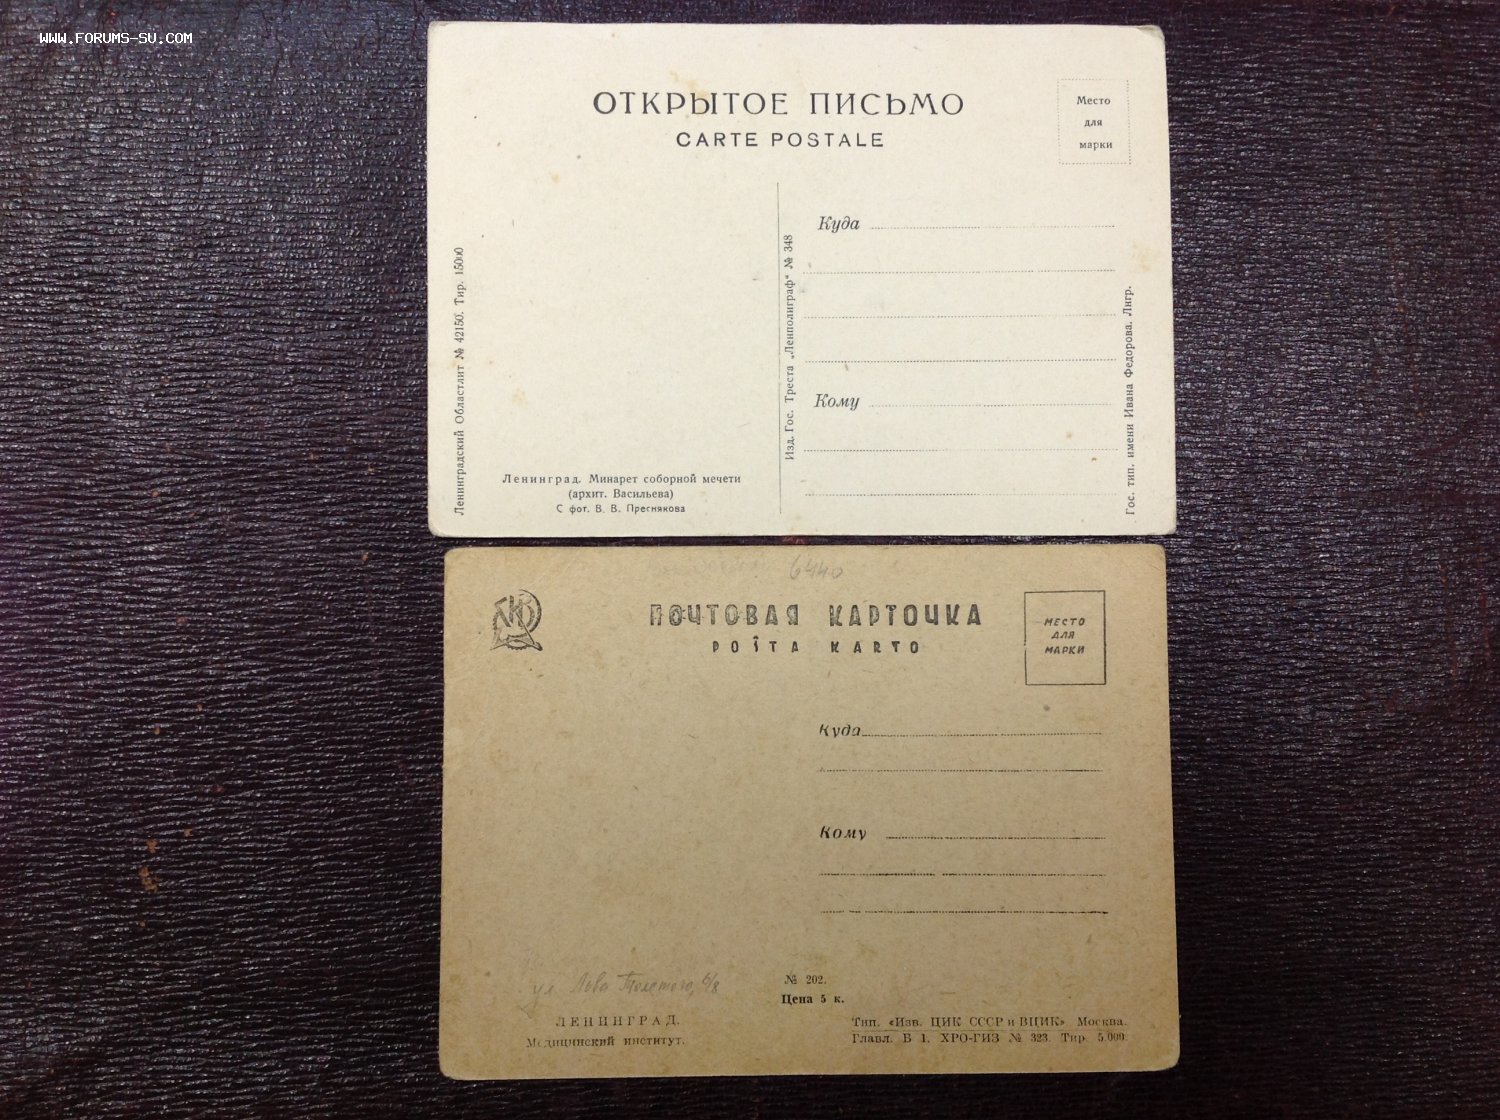 WWW.FORUMS-SU.COM
ОТКРЫТОЕ ПИСЬМО
CARTE POSTALE
Место
для
марки
Куда
Кому
Ленинградский Областлит № 42150. Тир. 15000
Изд. Гос. Треста „Ленполиграф“ № 348
Гос. тип. имени Ивана Федорова. Лнгр.
Ленинград. Минарет соборной мечети
(архит. Васильева)
С фот. В. В. Преснякова
6440
ПОЧТОВАЯ КАРТОЧКА
POŜTA KARTO
МЕСТО
ДЛЯ
МАРКИ
Куда
Кому
ул. Льва Толстого, 6/8
ЛЕНИНГРАД.
Медицинский институт.
№ 202.
Цена 5 к.
Тип. «Изв. ЦИК СССР и ВЦИК» Москва.
Главл. Б 1. ХРО-ГИЗ № 323. Тир. 5.000